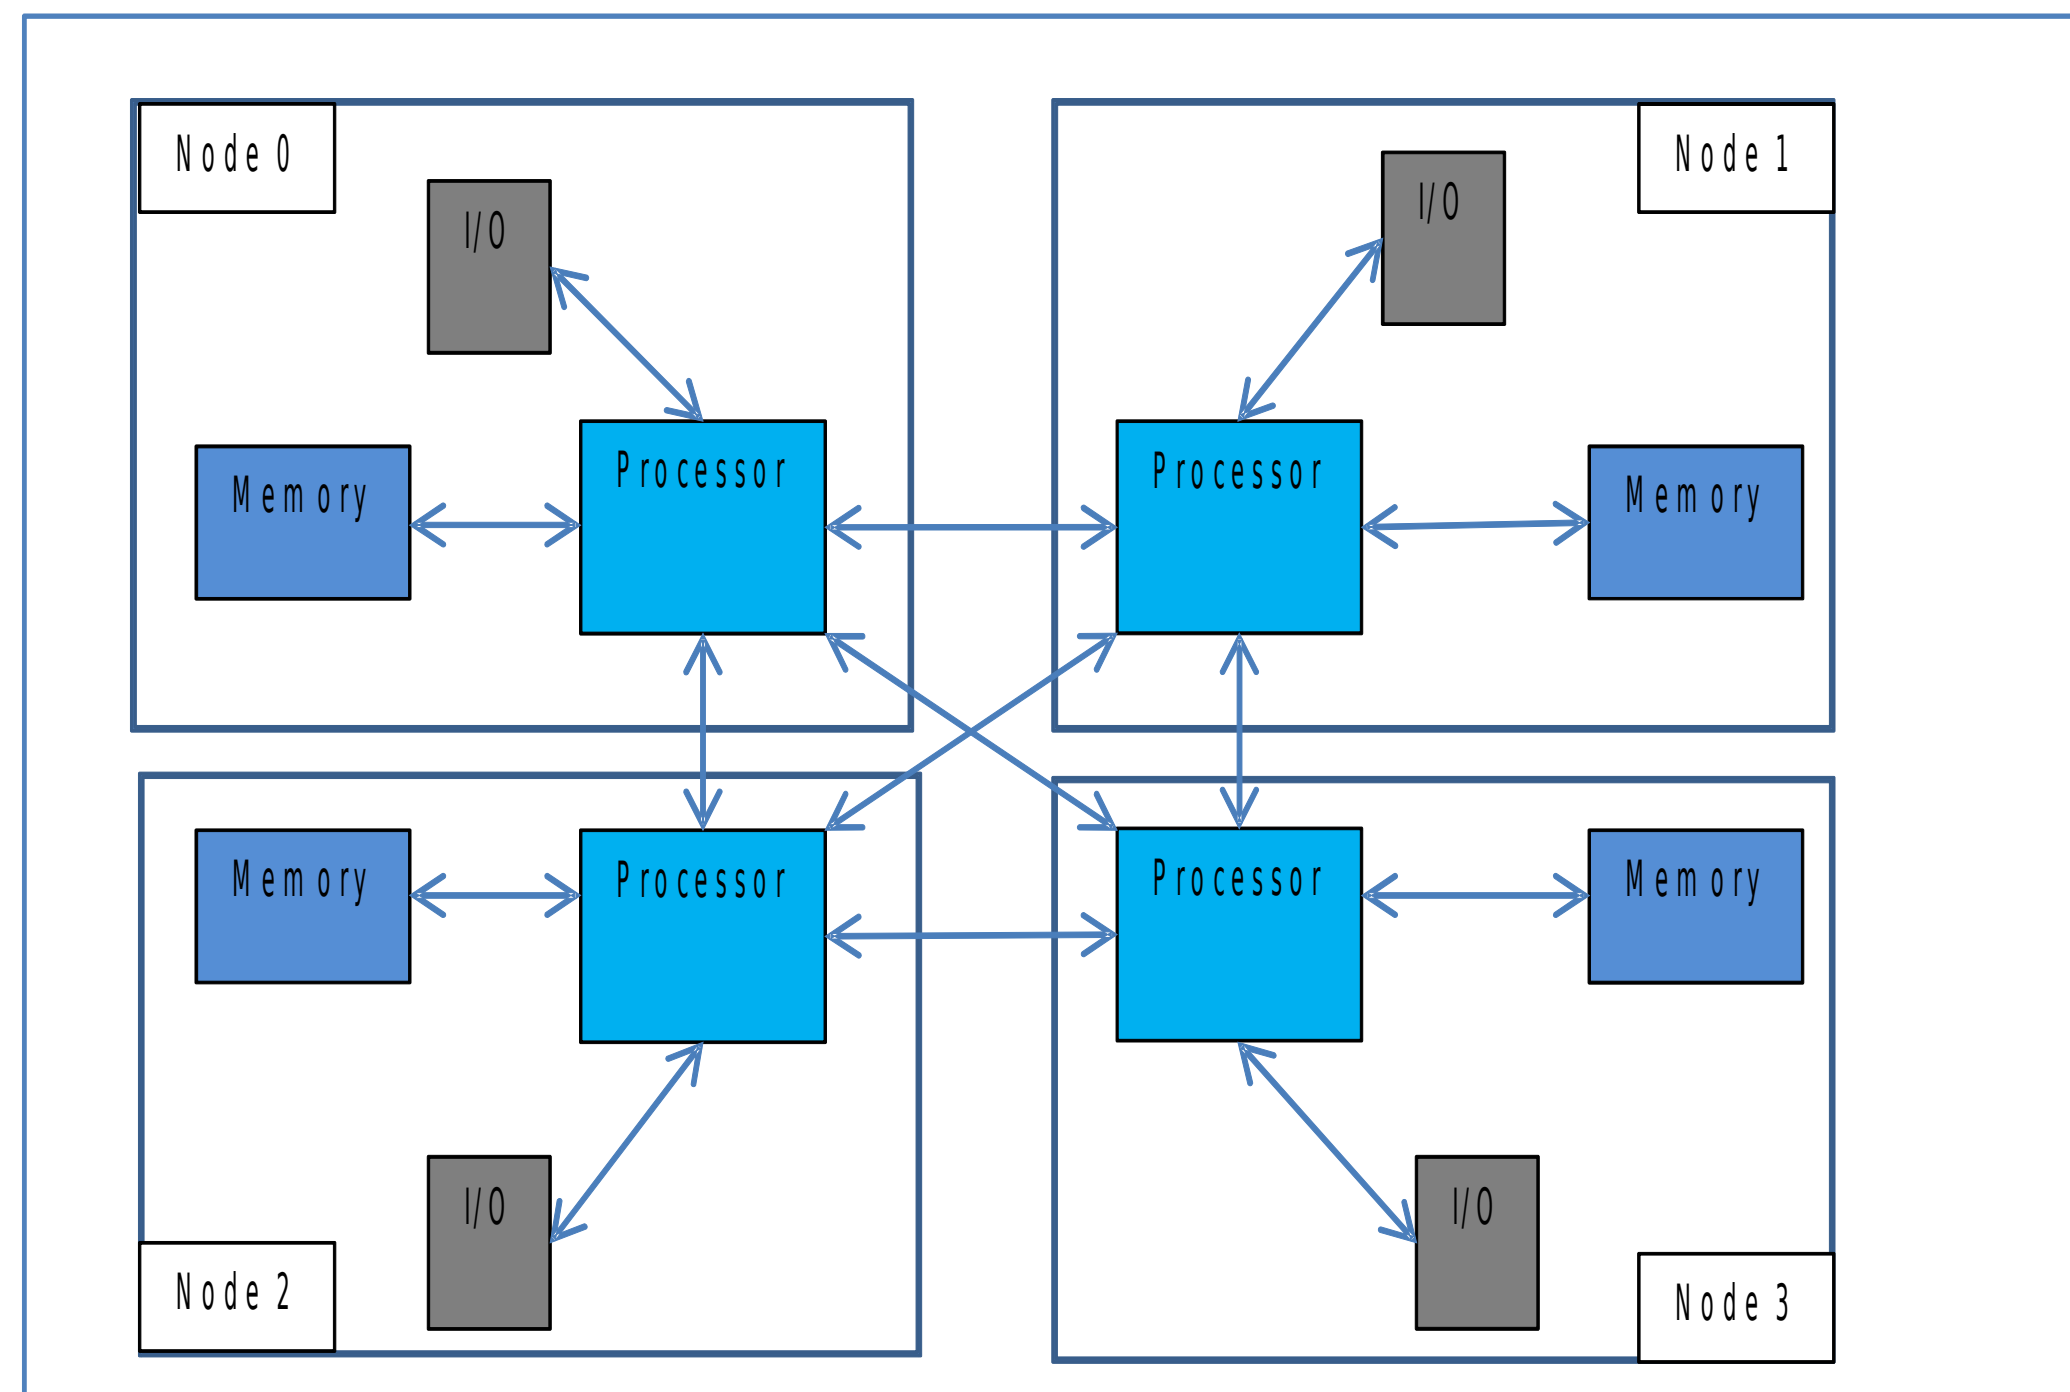 Node 0
Node 1
I/O
I/O
Processor
Processor
Memory
Memory
Memory
Processor
Processor
Memory
I/O
I/O
Node 2
Node 3